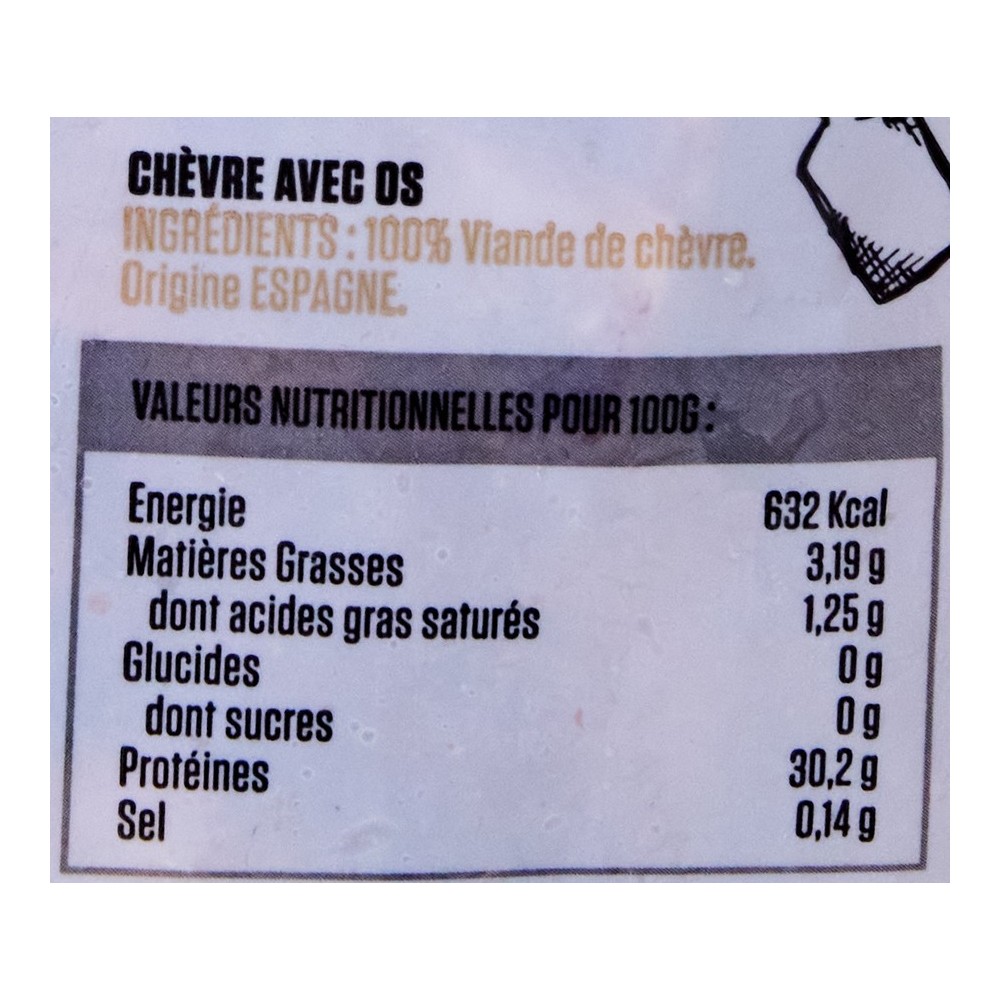 CHÈVRE AVEC OS
INGRÉDIENTS : 100% Viande de chèvre.
Origine ESPAGNE.
VALEURS NUTRITIONNELLES POUR 100G :
Energie 632 Kcal
Matières Grasses 3,19 g
dont acides gras saturés 1,25 g
Glucides 0 g
dont sucres 0 g
Protéines 30,2 g
Sel 0,14 g